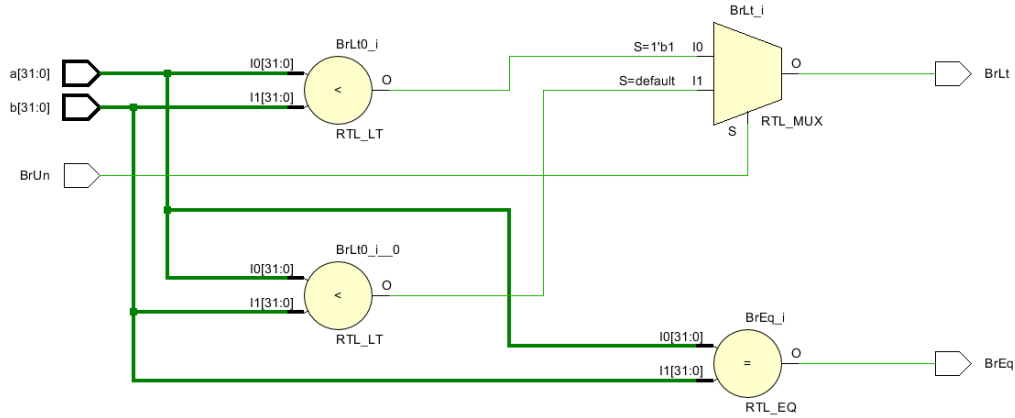 BrLt_i
BrLt0_i
a[31:0]
b[31:0]
I0[31:0]
I1[31:0]
<
O
RTL_LT
S=1'b1
I0
S=default
I1
O
S
RTL_MUX
BrLt
BrUn
BrLt0_i__0
I0[31:0]
I1[31:0]
<
O
RTL_LT
BrEq_i
I0[31:0]
I1[31:0]
=
O
RTL_EQ
BrEq